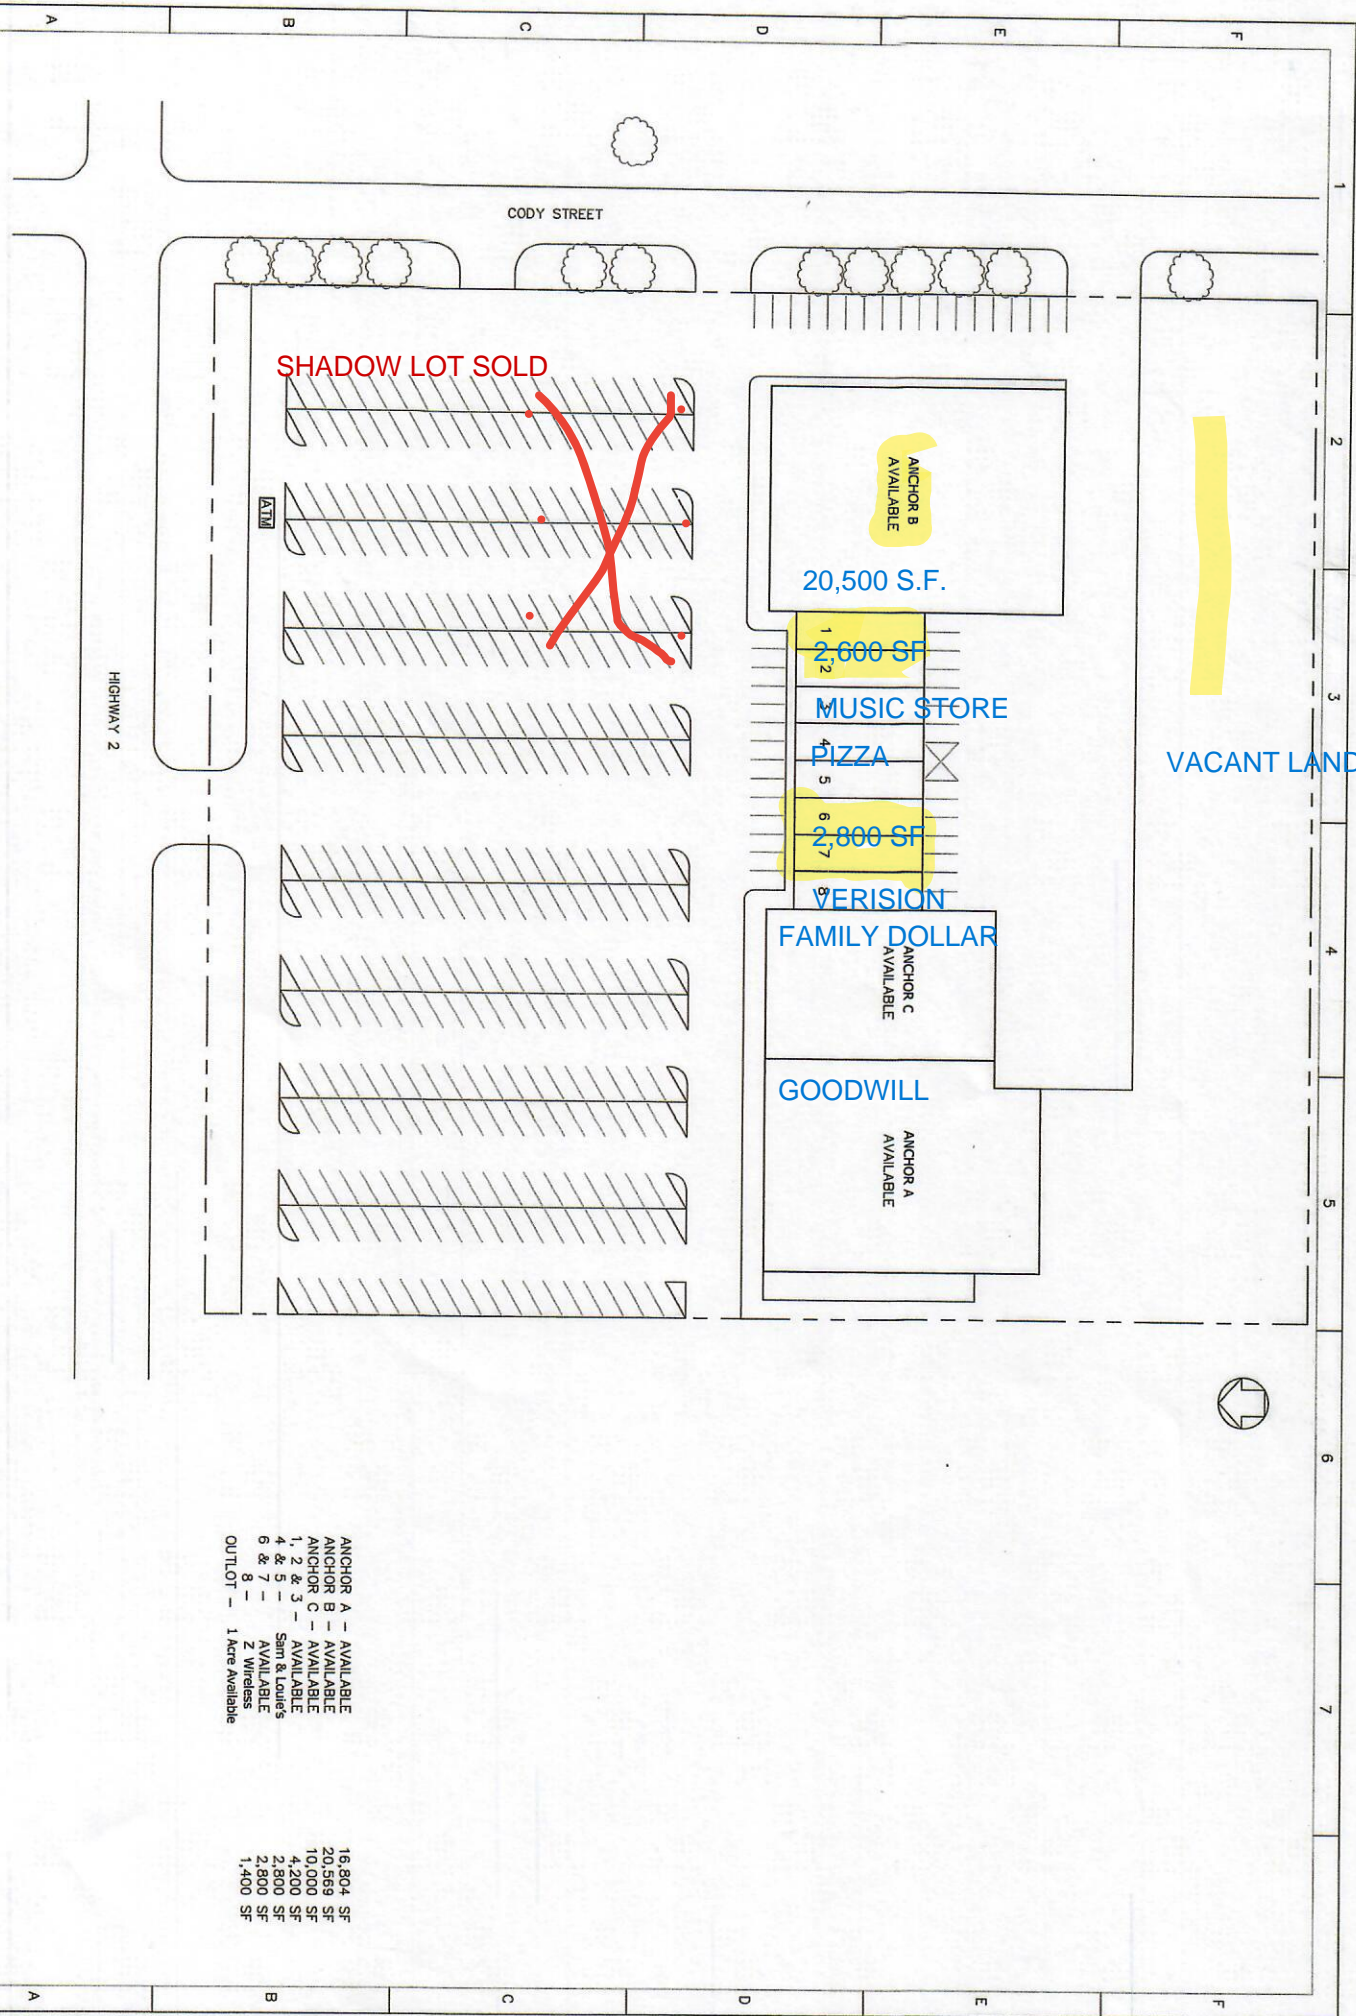 A
B
C
D
E
F
1
CODY STREET
2
SHADOW LOT SOLD
ANCHOR B
AVAILABLE
ATM
20,500 S.F.
1
2,600 SF
2
3
MUSIC STORE
3
4
PIZZA
5
HIGHWAY 2
VACANT LAND
6
2,800 SF
7
8
VERISION
FAMILY DOLLAR
4
ANCHOR C
AVAILABLE
GOODWILL
ANCHOR A
AVAILABLE
5
6
7
ANCHOR A – AVAILABLE 16,804 SF
ANCHOR B – AVAILABLE 20,569 SF
ANCHOR C – AVAILABLE 10,000 SF
1, 2 & 3 – AVAILABLE 4,200 SF
4 & 5 – Sam & Louie's 2,800 SF
6 & 7 – AVAILABLE 2,800 SF
8 – Z Wireless 1,400 SF
OUTLOT – 1 Acre Available
A
B
C
D
E
F